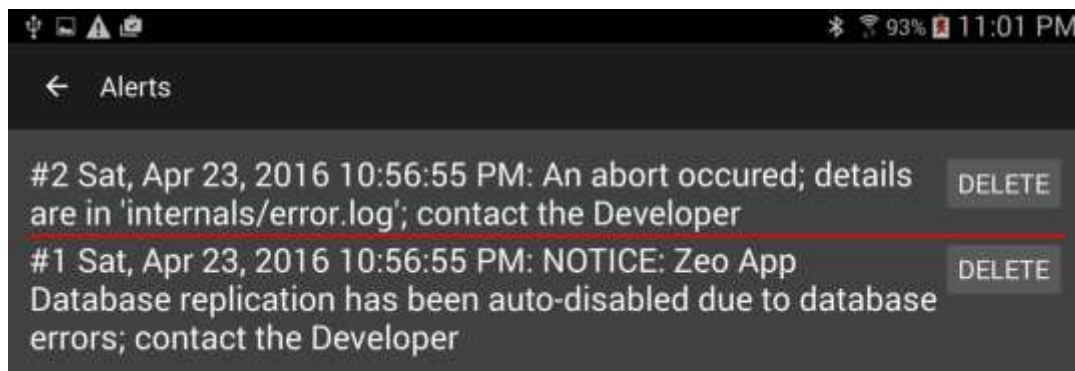 93% 11:01 PM
Alerts
#2 Sat, Apr 23, 2016 10:56:55 PM: An abort occured; details
are in 'internals/error.log'; contact the Developer
DELETE
#1 Sat, Apr 23, 2016 10:56:55 PM: NOTICE: Zeo App
Database replication has been auto-disabled due to database
errors; contact the Developer
DELETE